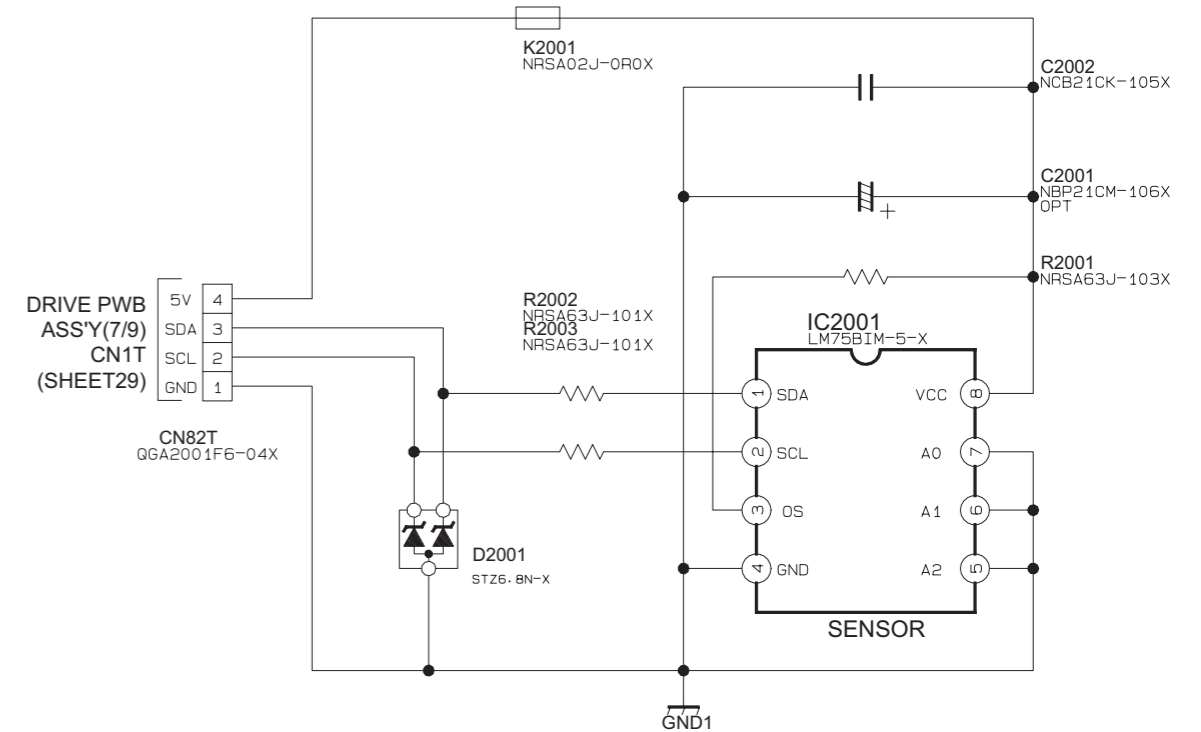 K2001
NRSA02J-0R0X
C2002
NCB21CK-105X
C2001
NBP21CM-106X
OPT
R2001
NRSA63J-103X
DRIVE PWB
ASS'Y(7/9)
CN1T
(SHEET29)
5V 4
SDA 3
SCL 2
GND 1
CN82T
QGA2001F6-04X
R2002
NRSA63J-101X
R2003
NRSA63J-101X
IC2001
LM75BIM-5-X
1 SDA
2 SCL
3 OS
4 GND
VCC 8
A0 7
A1 6
A2 5
SENSOR
D2001
STZ6.8N-X
+
GND1